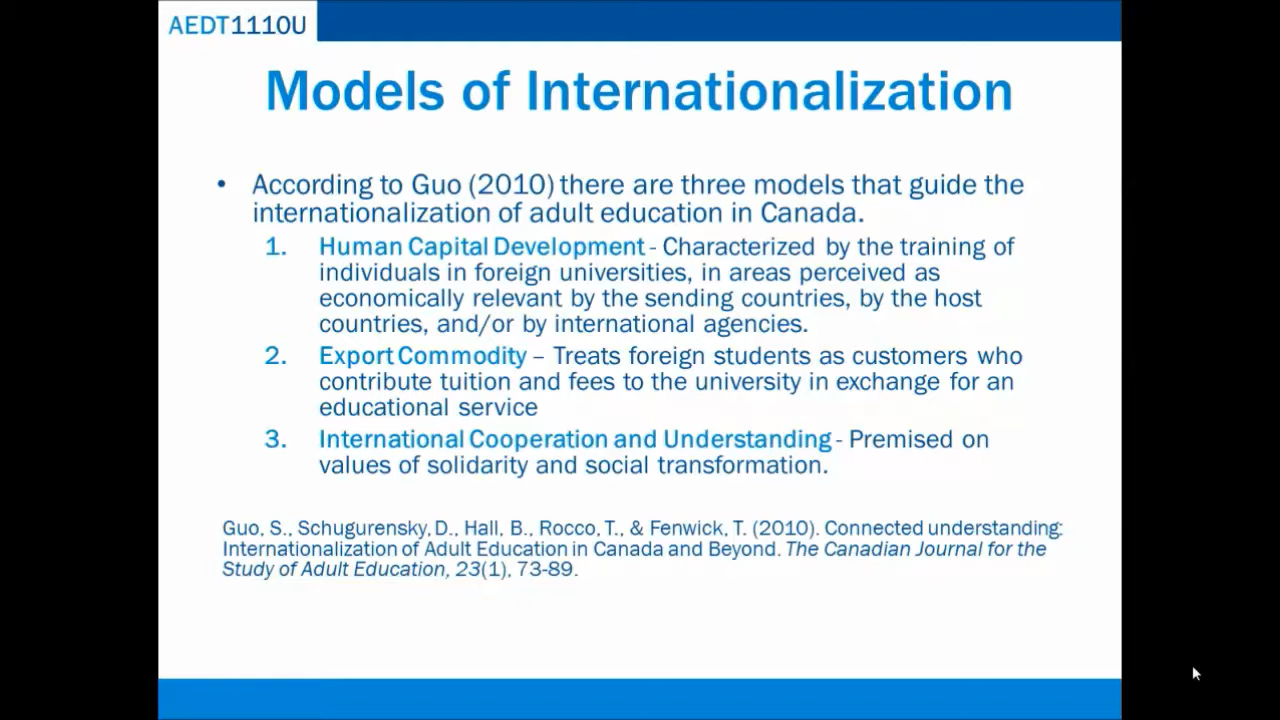 AEDT1110U
Models of Internationalization
• According to Guo (2010) there are three models that guide the
internationalization of adult education in Canada.
1. Human Capital Development - Characterized by the training of
individuals in foreign universities, in areas perceived as
economically relevant by the sending countries, by the host
countries, and/or by international agencies.
2. Export Commodity – Treats foreign students as customers who
contribute tuition and fees to the university in exchange for an
educational service
3. International Cooperation and Understanding - Premised on
values of solidarity and social transformation.
Guo, S., Schugurensky, D., Hall, B., Rocco, T., & Fenwick, T. (2010). Connected understanding:
Internationalization of Adult Education in Canada and Beyond. The Canadian Journal for the
Study of Adult Education, 23(1), 73-89.